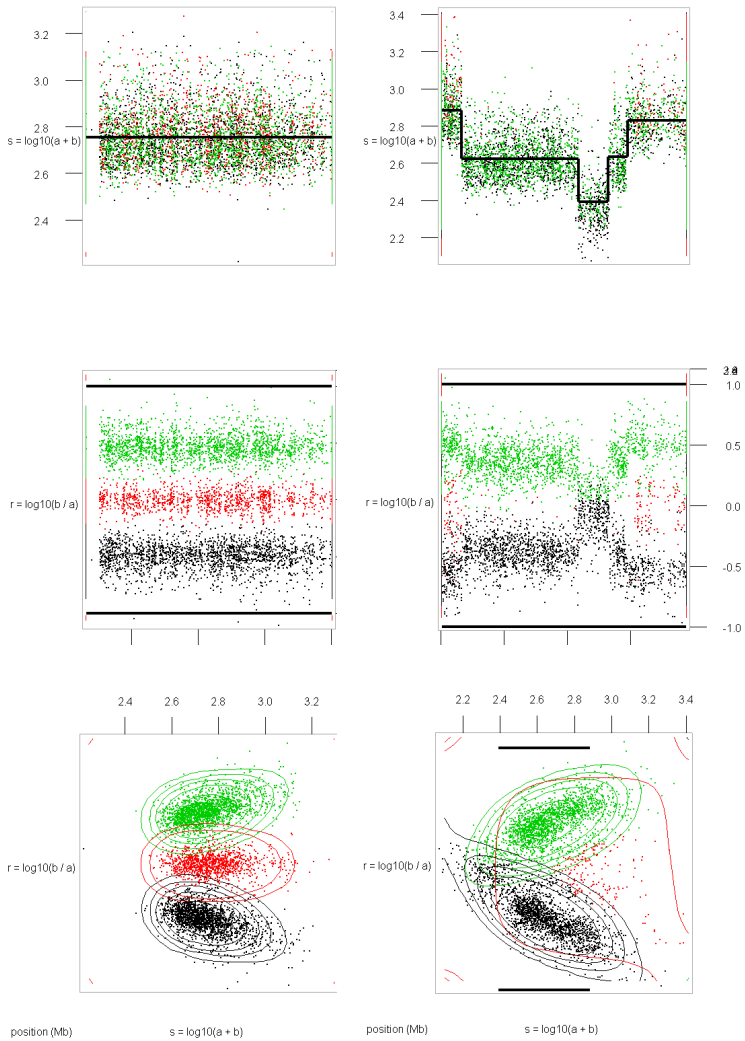 3.2
3.0
2.8
s = log10(a + b)
2.6
2.4
3.4
3.2
3.0
2.8
s = log10(a + b)
2.6
2.4
2.2
r = log10(b / a)
r = log10(b / a)
1.0
0.5
0.0
-0.5
-1.0
2.4 2.6 2.8 3.0 3.2
2.2 2.4 2.6 2.8 3.0 3.2 3.4
r = log10(b / a)
r = log10(b / a)
position (Mb) s = log10(a + b)
position (Mb) s = log10(a + b)